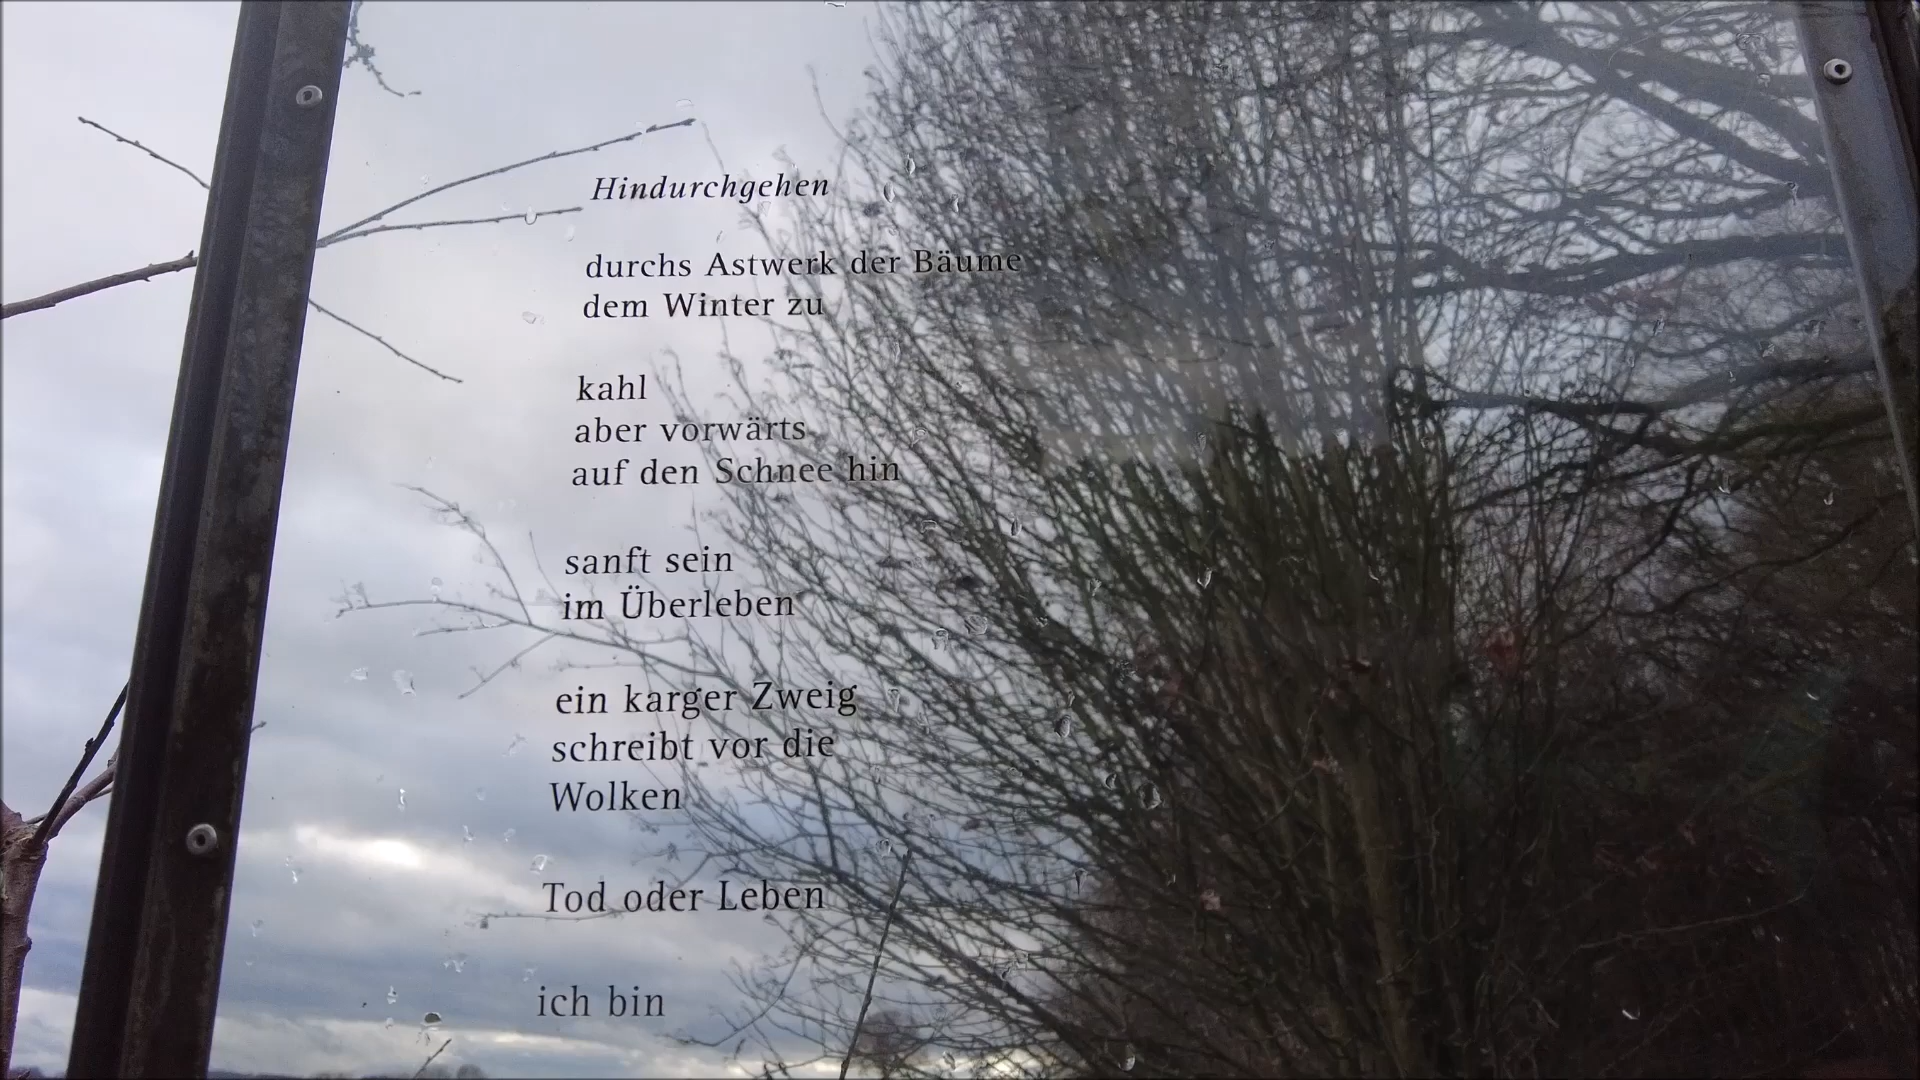 Hindurchgehen
durchs Astwerk der Bäume
dem Winter zu
kahl
aber vorwärts
auf den Schnee hin
sanft sein
im Überleben
ein karger Zweig
schreibt vor die
Wolken
Tod oder Leben
ich bin